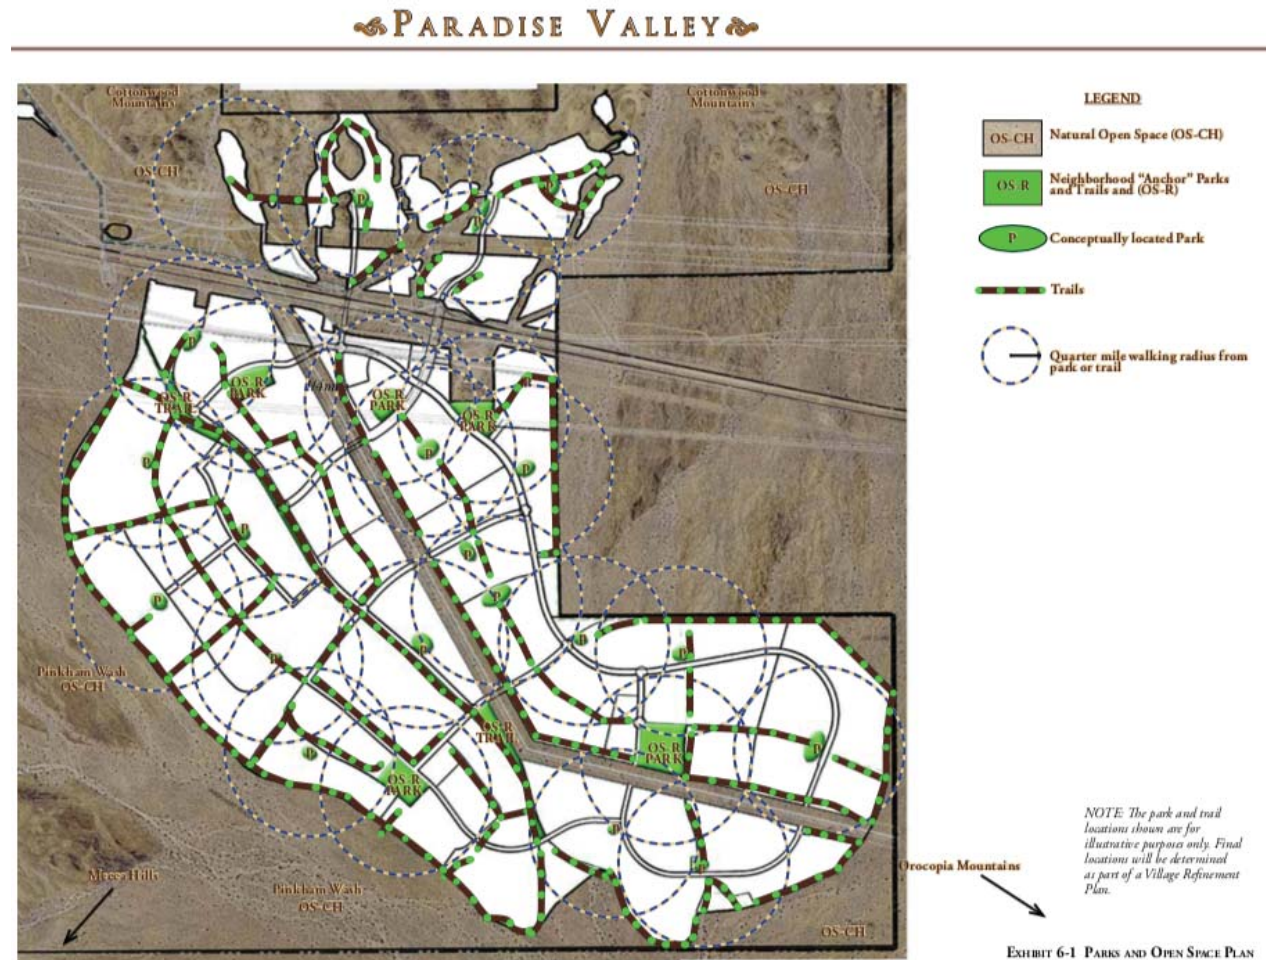 PARADISE VALLEY
Cottonwood
Mountains
Cottonwood
Mountains
OS-CH
OS-CH
P
P
P
P
OS-R
PARK
OS-R
TRAIL
OS-R
PARK
OS-R
PARK
P
P
P
P
P
P
P
P
P
P
P
Pinkham Wash
OS-CH
OS-R
TRAIL
OS-R
PARK
P
P
OS-R
PARK
P
P
Mecca Hills
Pinkham Wash
OS-CH
OS-CH
LEGEND
OS-CH
Natural Open Space (OS-CH)
OS-R
Neighborhood "Anchor" Parks
and Trails and (OS-R)
P
Conceptually located Park
Trails
Quarter mile walking radius from
park or trail
NOTE: The park and trail
locations shown are for
illustrative purposes only. Final
locations will be determined
as part of a Village Refinement
Plan.
Orocopia Mountains
EXHIBIT 6-1 PARKS AND OPEN SPACE PLAN